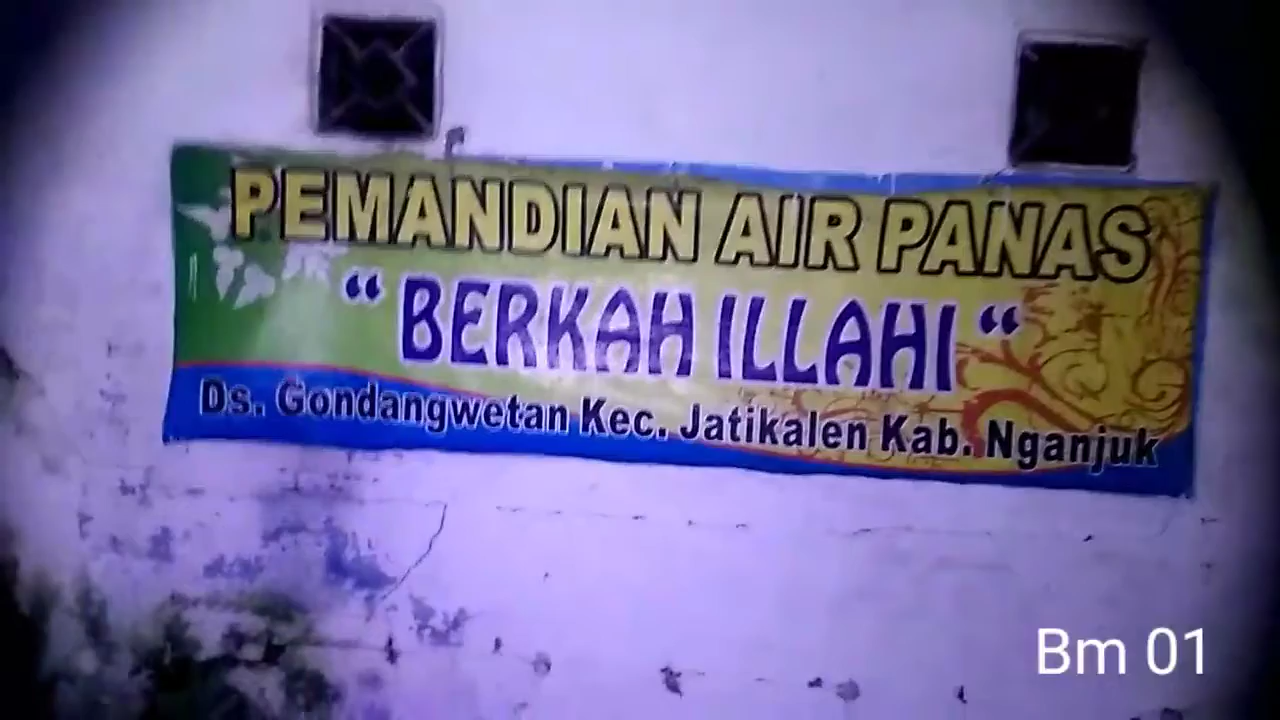 PEMANDIAN AIR PANAS
“ BERKAH ILLAHI “
Ds. Gondangwetan Kec. Jatikalen Kab. Nganjuk
Bm 01